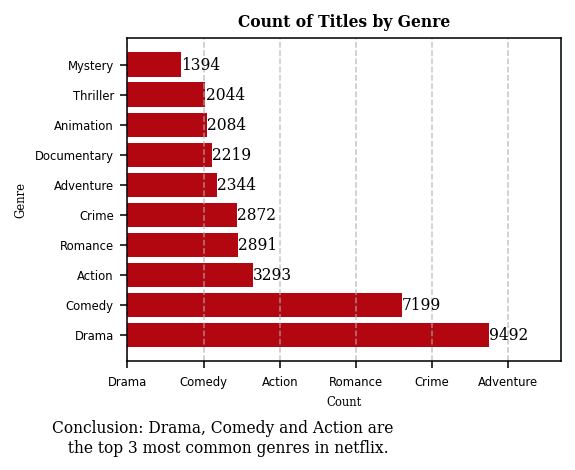 Count of Titles by Genre
Mystery 1394
Thriller 2044
Animation 2084
Documentary 2219
Adventure 2344
Crime 2872
Romance 2891
Action 3293
Comedy 7199
Drama 9492
Genre
Drama Comedy Action Romance Crime Adventure
Count
Conclusion: Drama, Comedy and Action are
the top 3 most common genres in netflix.